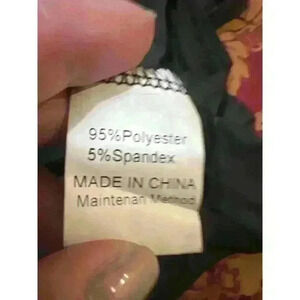 95%Polyester
5%Spandex
MADE IN CHINA
Maintenan Method